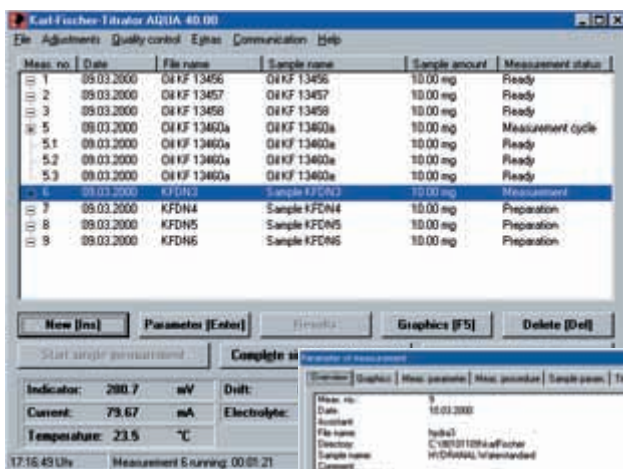 Karl-Fischer-Titrator AQUA 40.00
File Adjustments Quality control Extras Communication Help
Meas. no. Date File name Sample name Sample amount Measurement status
1 09.03.2000 Oil KF 13456 Oil KF 13456 10.00 mg Ready
2 09.03.2000 Oil KF 13457 Oil KF 13457 10.00 mg Ready
3 09.03.2000 Oil KF 13458 Oil KF 13458 10.00 mg Ready
5 09.03.2000 Oil KF 13460a Oil KF 13460a 10.00 mg Measurement cycle
5.1 09.03.2000 Oil KF 13460a Oil KF 13460a 10.00 mg Ready
5.2 09.03.2000 Oil KF 13460a Oil KF 13460a 10.00 mg Ready
5.3 09.03.2000 Oil KF 13460a Oil KF 13460a 10.00 mg Ready
6 09.03.2000 KFDN3 Sample KFDN3 10.00 mg Measurement
7 09.03.2000 KFDN4 Sample KFDN4 10.00 mg Preparation
8 09.03.2000 KFDN5 Sample KFDN5 10.00 mg Preparation
9 09.03.2000 KFDN6 Sample KFDN6 10.00 mg Preparation
New [Ins] Parameter [Enter] Results Graphics [F5] Delete [Del]
Start single Complete
Parameter of measurement
Overview Graphics Meas. parameter Meas. procedure Sample param.
Indicator: 280.7 mV Drift:
Current: 79.67 mA Electrolyte:
Temperature: 23.5 °C
Meas. no.: 9
Date: 10.03.2000
Assistant:
File name: hydra3
Directory:
Sample name: HYDRANAL Waterstandard
Comment
17:16:49 Uhr Measurement 6 running: 00:01:21